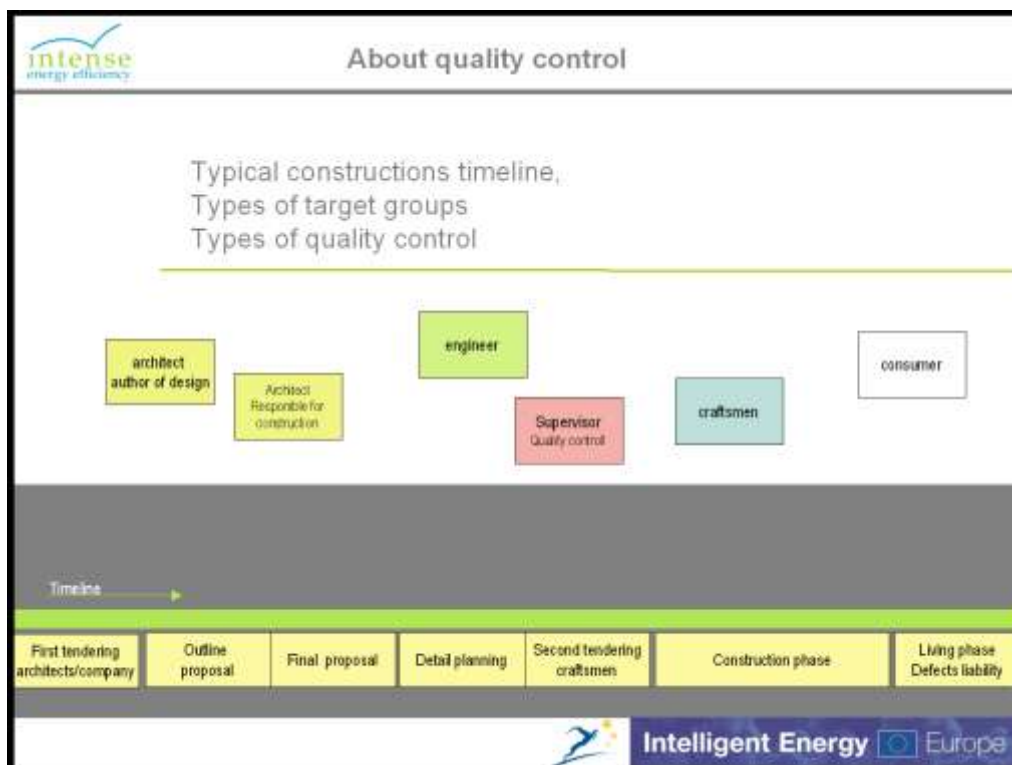 intense
energy efficiency
About quality control
Typical constructions timeline,
Types of target groups
Types of quality control
architect
author of design
Architect
Responsible for
construction
engineer
Supervisor
Quality controll
craftsmen
consumer
Timeline
First tendering
architects/company
Outline
proposal
Final proposal
Detail planning
Second tendering
craftsmen
Construction phase
Living phase
Defects liability
Intelligent Energy Europe